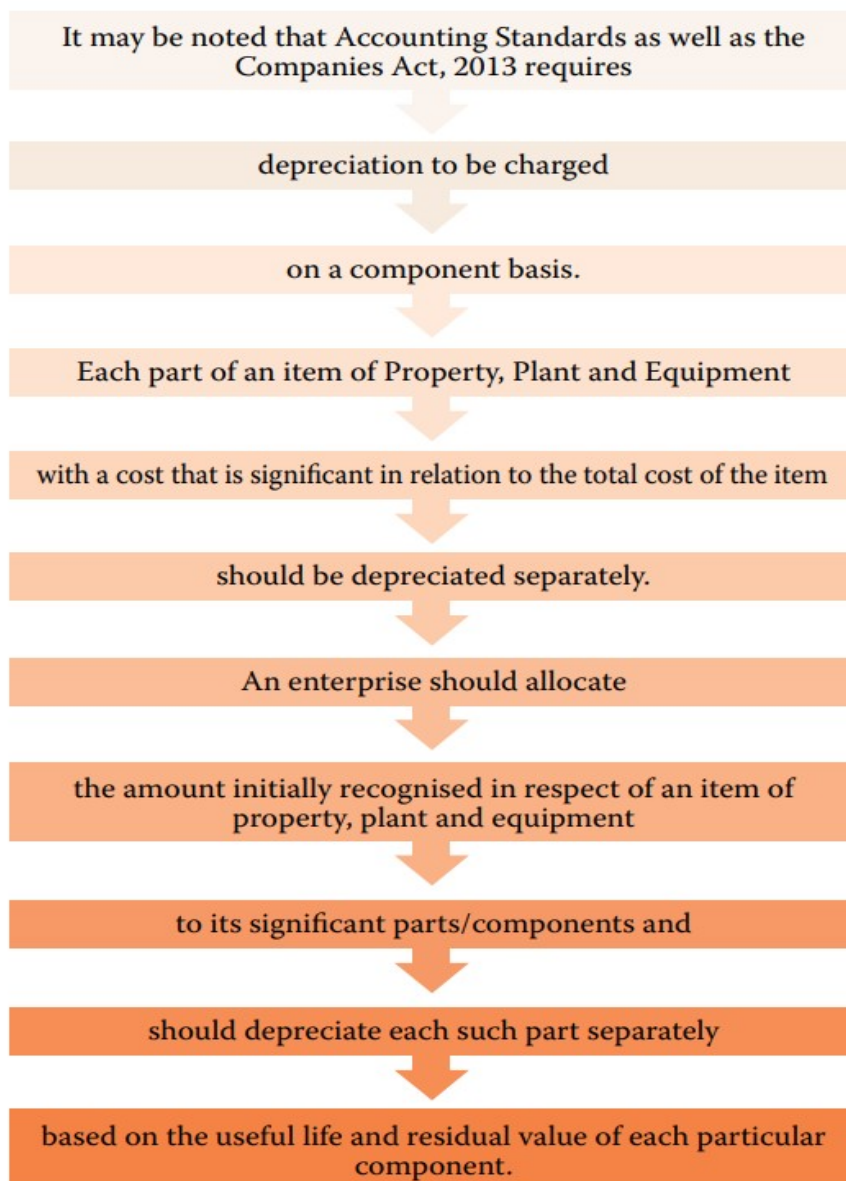 It may be noted that Accounting Standards as well as the
Companies Act, 2013 requires
depreciation to be charged
on a component basis.
Each part of an item of Property, Plant and Equipment
with a cost that is significant in relation to the total cost of the item
should be depreciated separately.
An enterprise should allocate
the amount initially recognised in respect of an item of
property, plant and equipment
to its significant parts/components and
should depreciate each such part separately
based on the useful life and residual value of each particular
component.